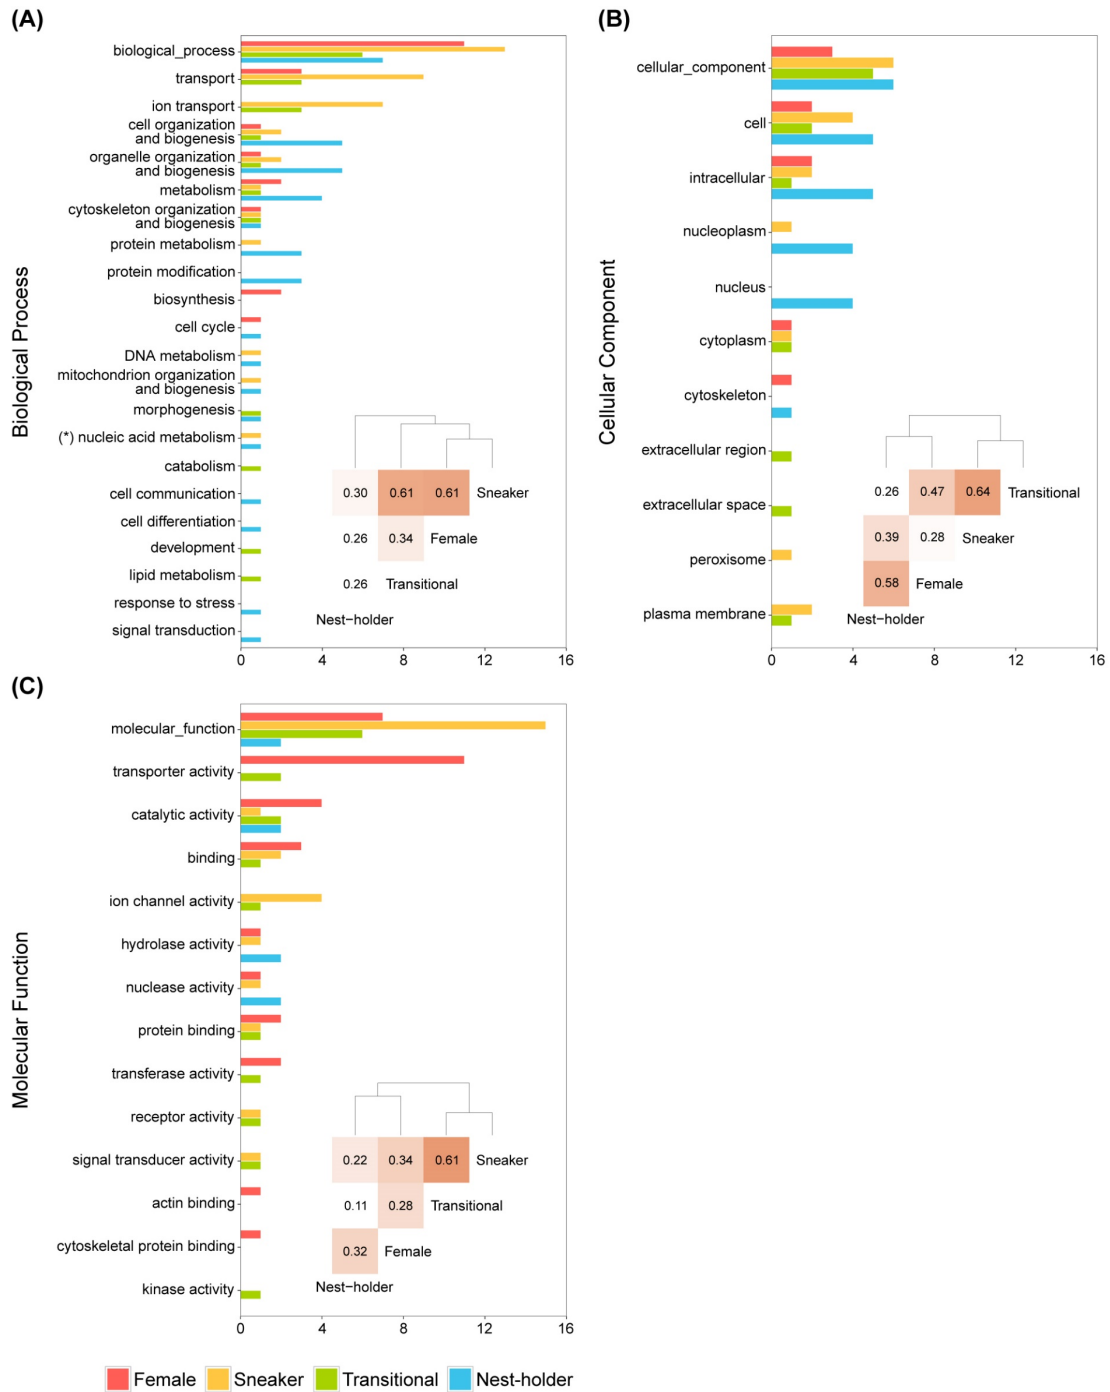 (A)
Biological Process
biological_process
transport
ion transport
cell organization
and biogenesis
organelle organization
and biogenesis
metabolism
cytoskeleton organization
and biogenesis
protein metabolism
protein modification
biosynthesis
cell cycle
DNA metabolism
mitochondrion organization
and biogenesis
morphogenesis
(*) nucleic acid metabolism
catabolism
cell communication
cell differentiation
development
lipid metabolism
response to stress
signal transduction
0 4 8 12 16
0.30 0.61 0.61 Sneaker
0.26 0.34 Female
0.26 Transitional
Nest−holder
(B)
Cellular Component
cellular_component
cell
intracellular
nucleoplasm
nucleus
cytoplasm
cytoskeleton
extracellular region
extracellular space
peroxisome
plasma membrane
0 4 8 12 16
0.26 0.47 0.64 Transitional
0.39 0.28 Sneaker
0.58 Female
Nest−holder
(C)
Molecular Function
molecular_function
transporter activity
catalytic activity
binding
ion channel activity
hydrolase activity
nuclease activity
protein binding
transferase activity
receptor activity
signal transducer activity
actin binding
cytoskeletal protein binding
kinase activity
0 4 8 12 16
0.22 0.34 0.61 Sneaker
0.11 0.28 Transitional
0.32 Female
Nest−holder
Female Sneaker Transitional Nest-holder